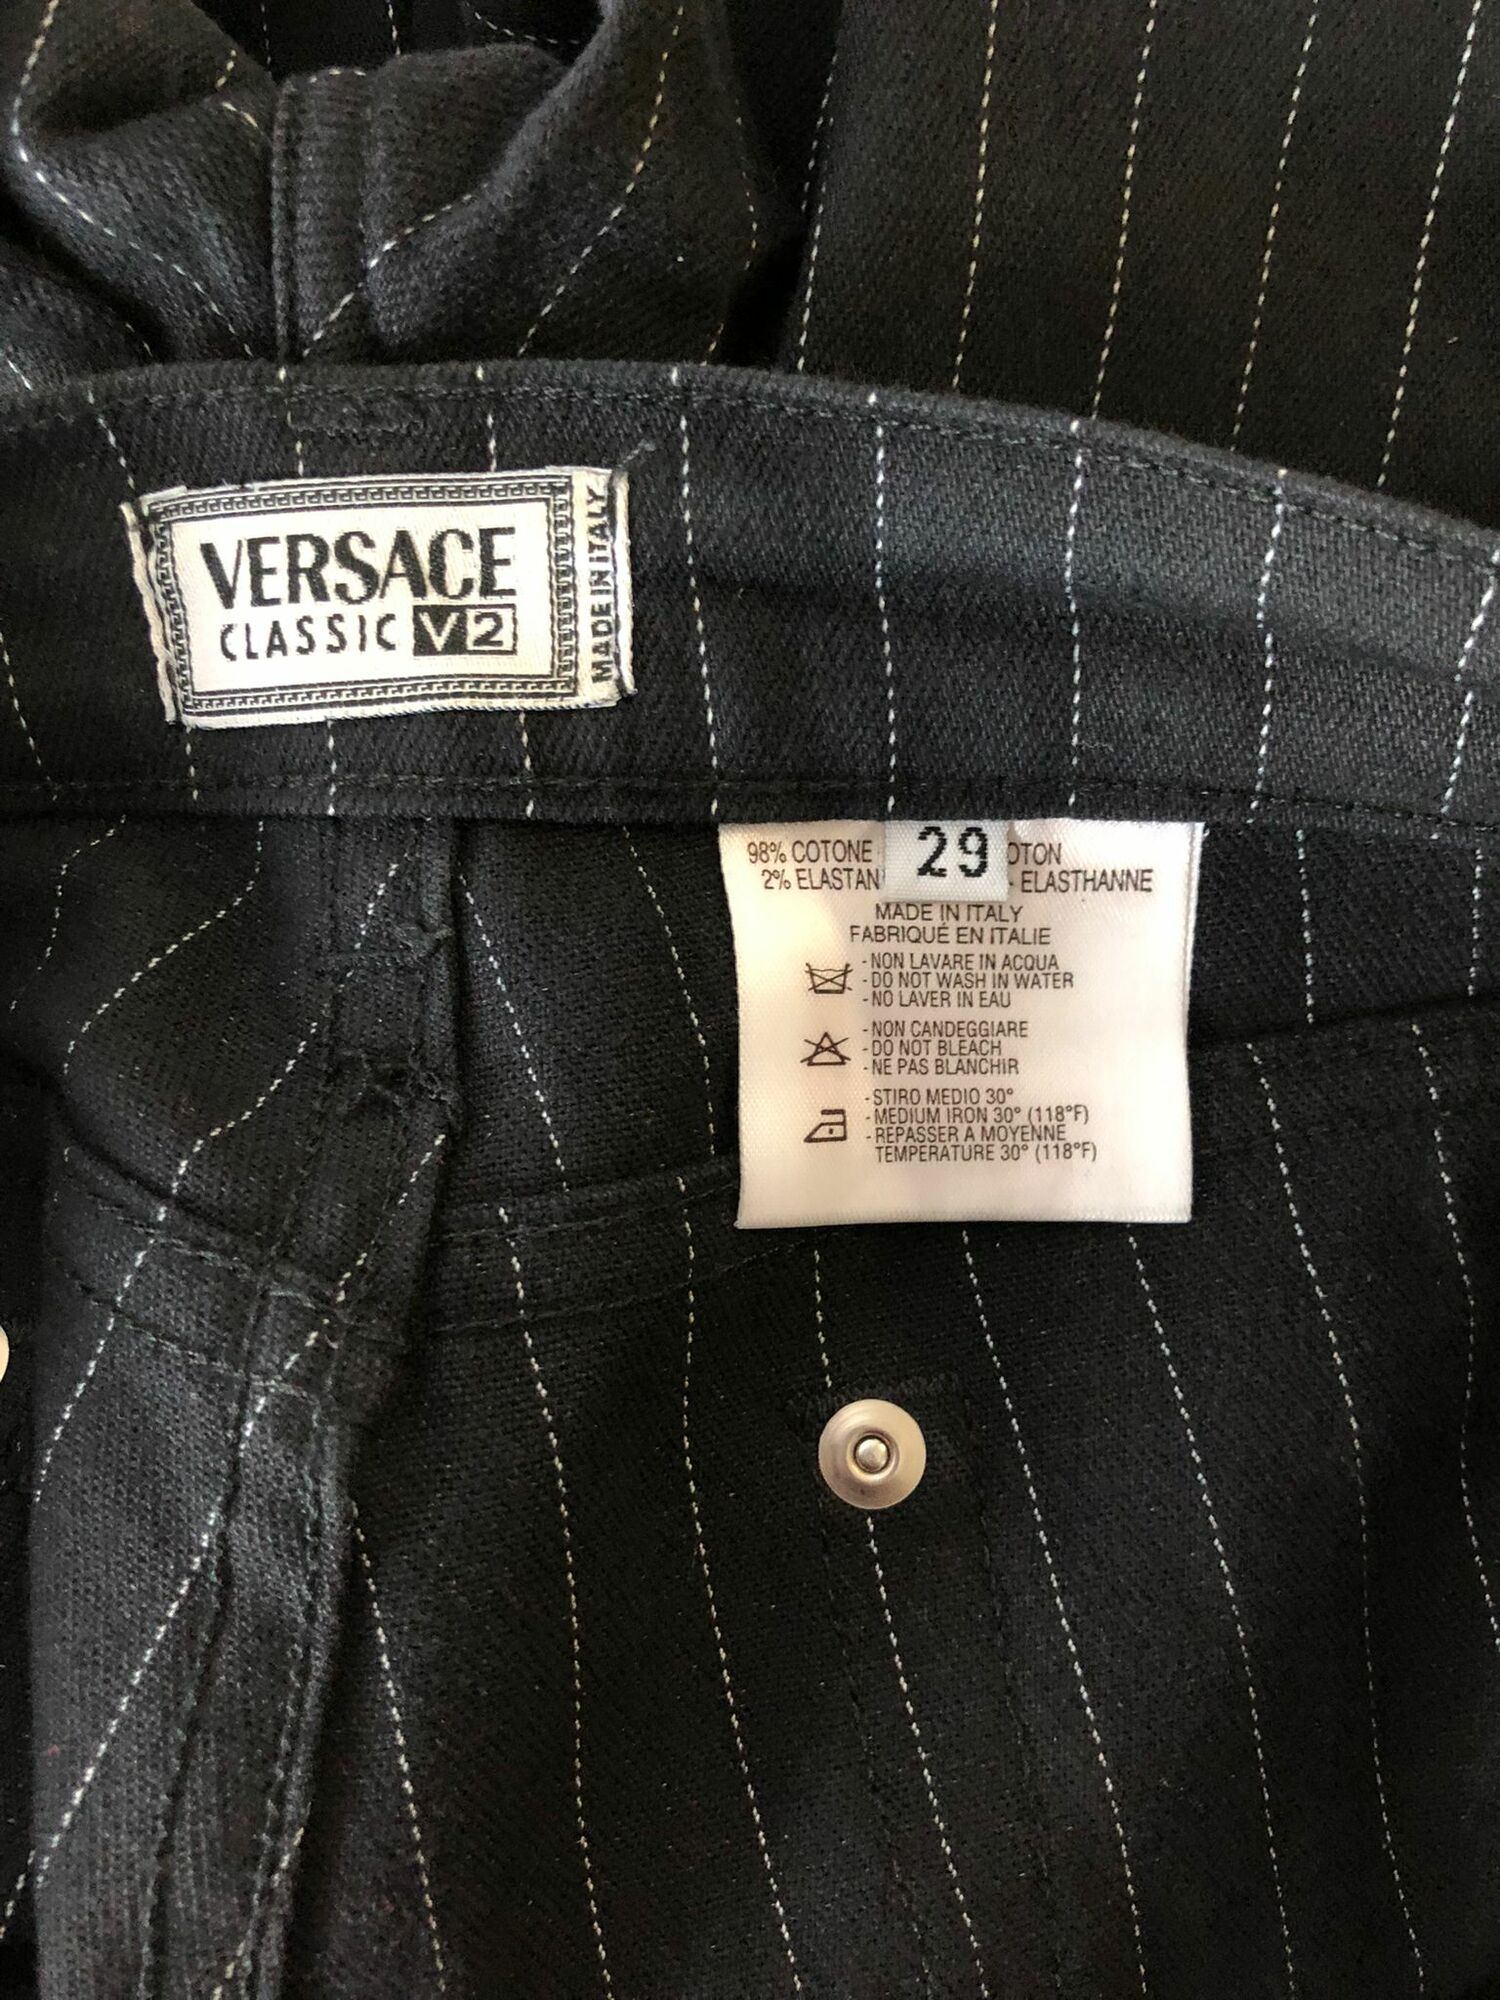 VERSACE
CLASSIC V2
MADE IN ITALY
29
98% COTONE OTON
2% ELASTAN - ELASTHANNE
MADE IN ITALY
FABRIQUÉ EN ITALIE
- NON LAVARE IN ACQUA
- DO NOT WASH IN WATER
- NO LAVER IN EAU
- NON CANDEGGIARE
- DO NOT BLEACH
- NE PAS BLANCHIR
- STIRO MEDIO 30°
- MEDIUM IRON 30° (118°F)
- REPASSER A MOYENNE
TEMPERATURE 30° (118°F)